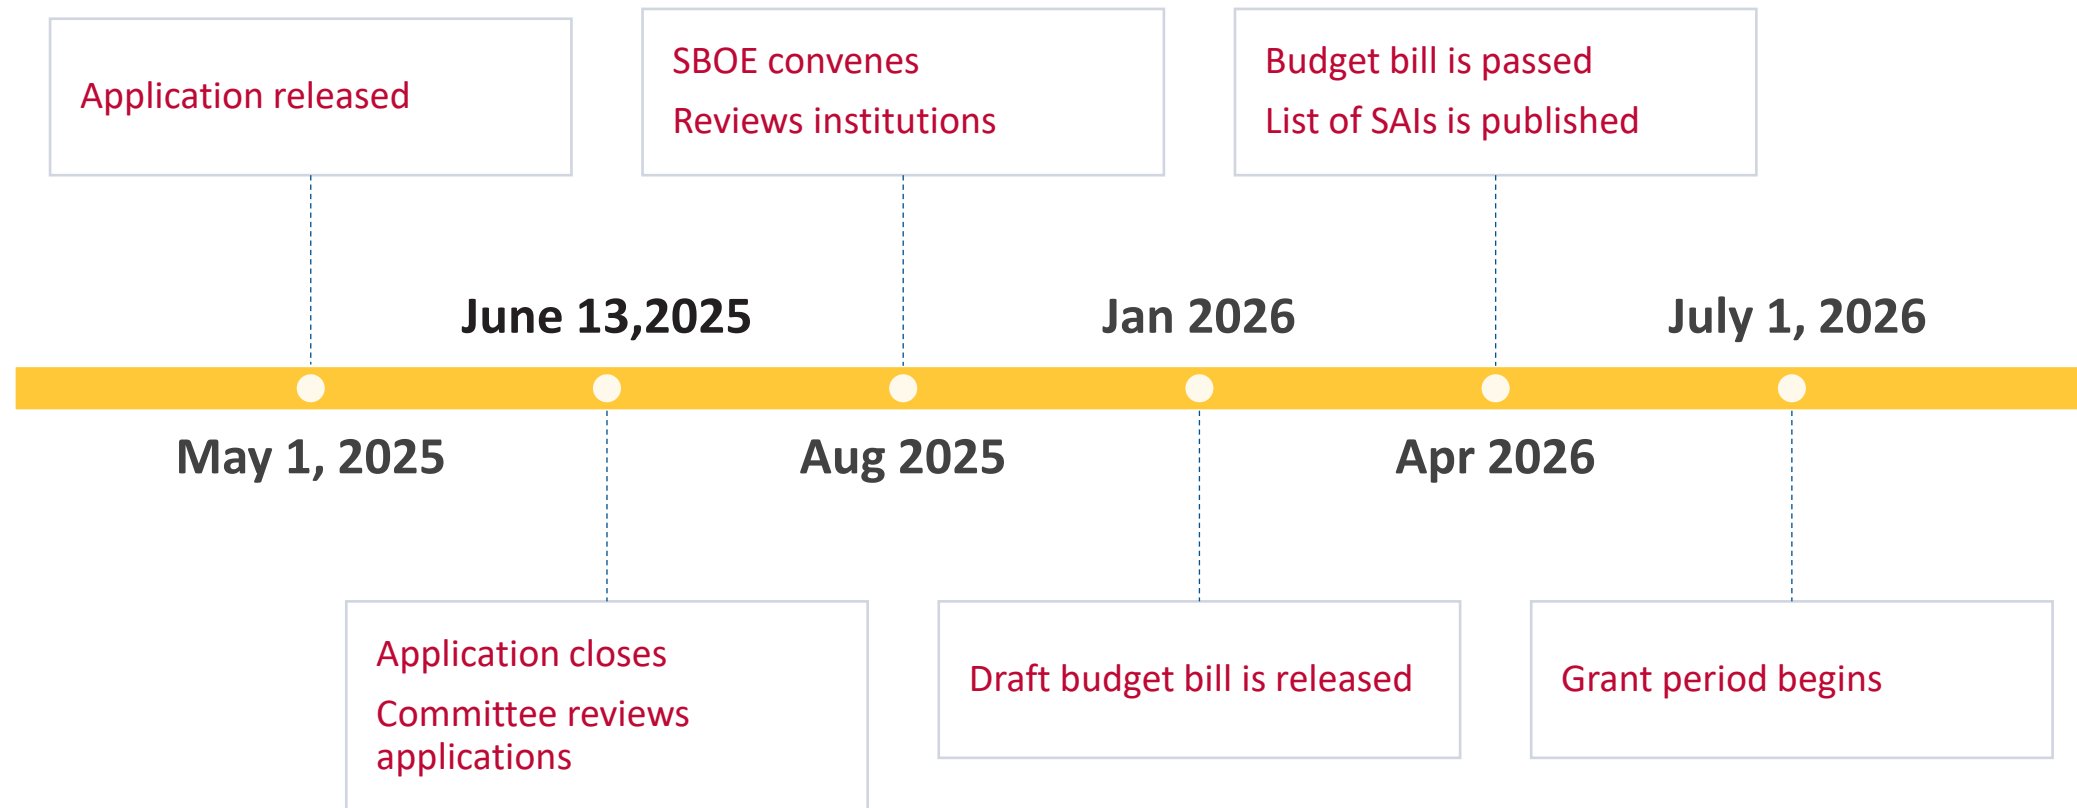 Application released
SBOE convenes
Reviews institutions
Budget bill is passed
List of SAIs is published
June 13,2025
Jan 2026
July 1, 2026
May 1, 2025
Aug 2025
Apr 2026
Application closes
Committee reviews
applications
Draft budget bill is released
Grant period begins